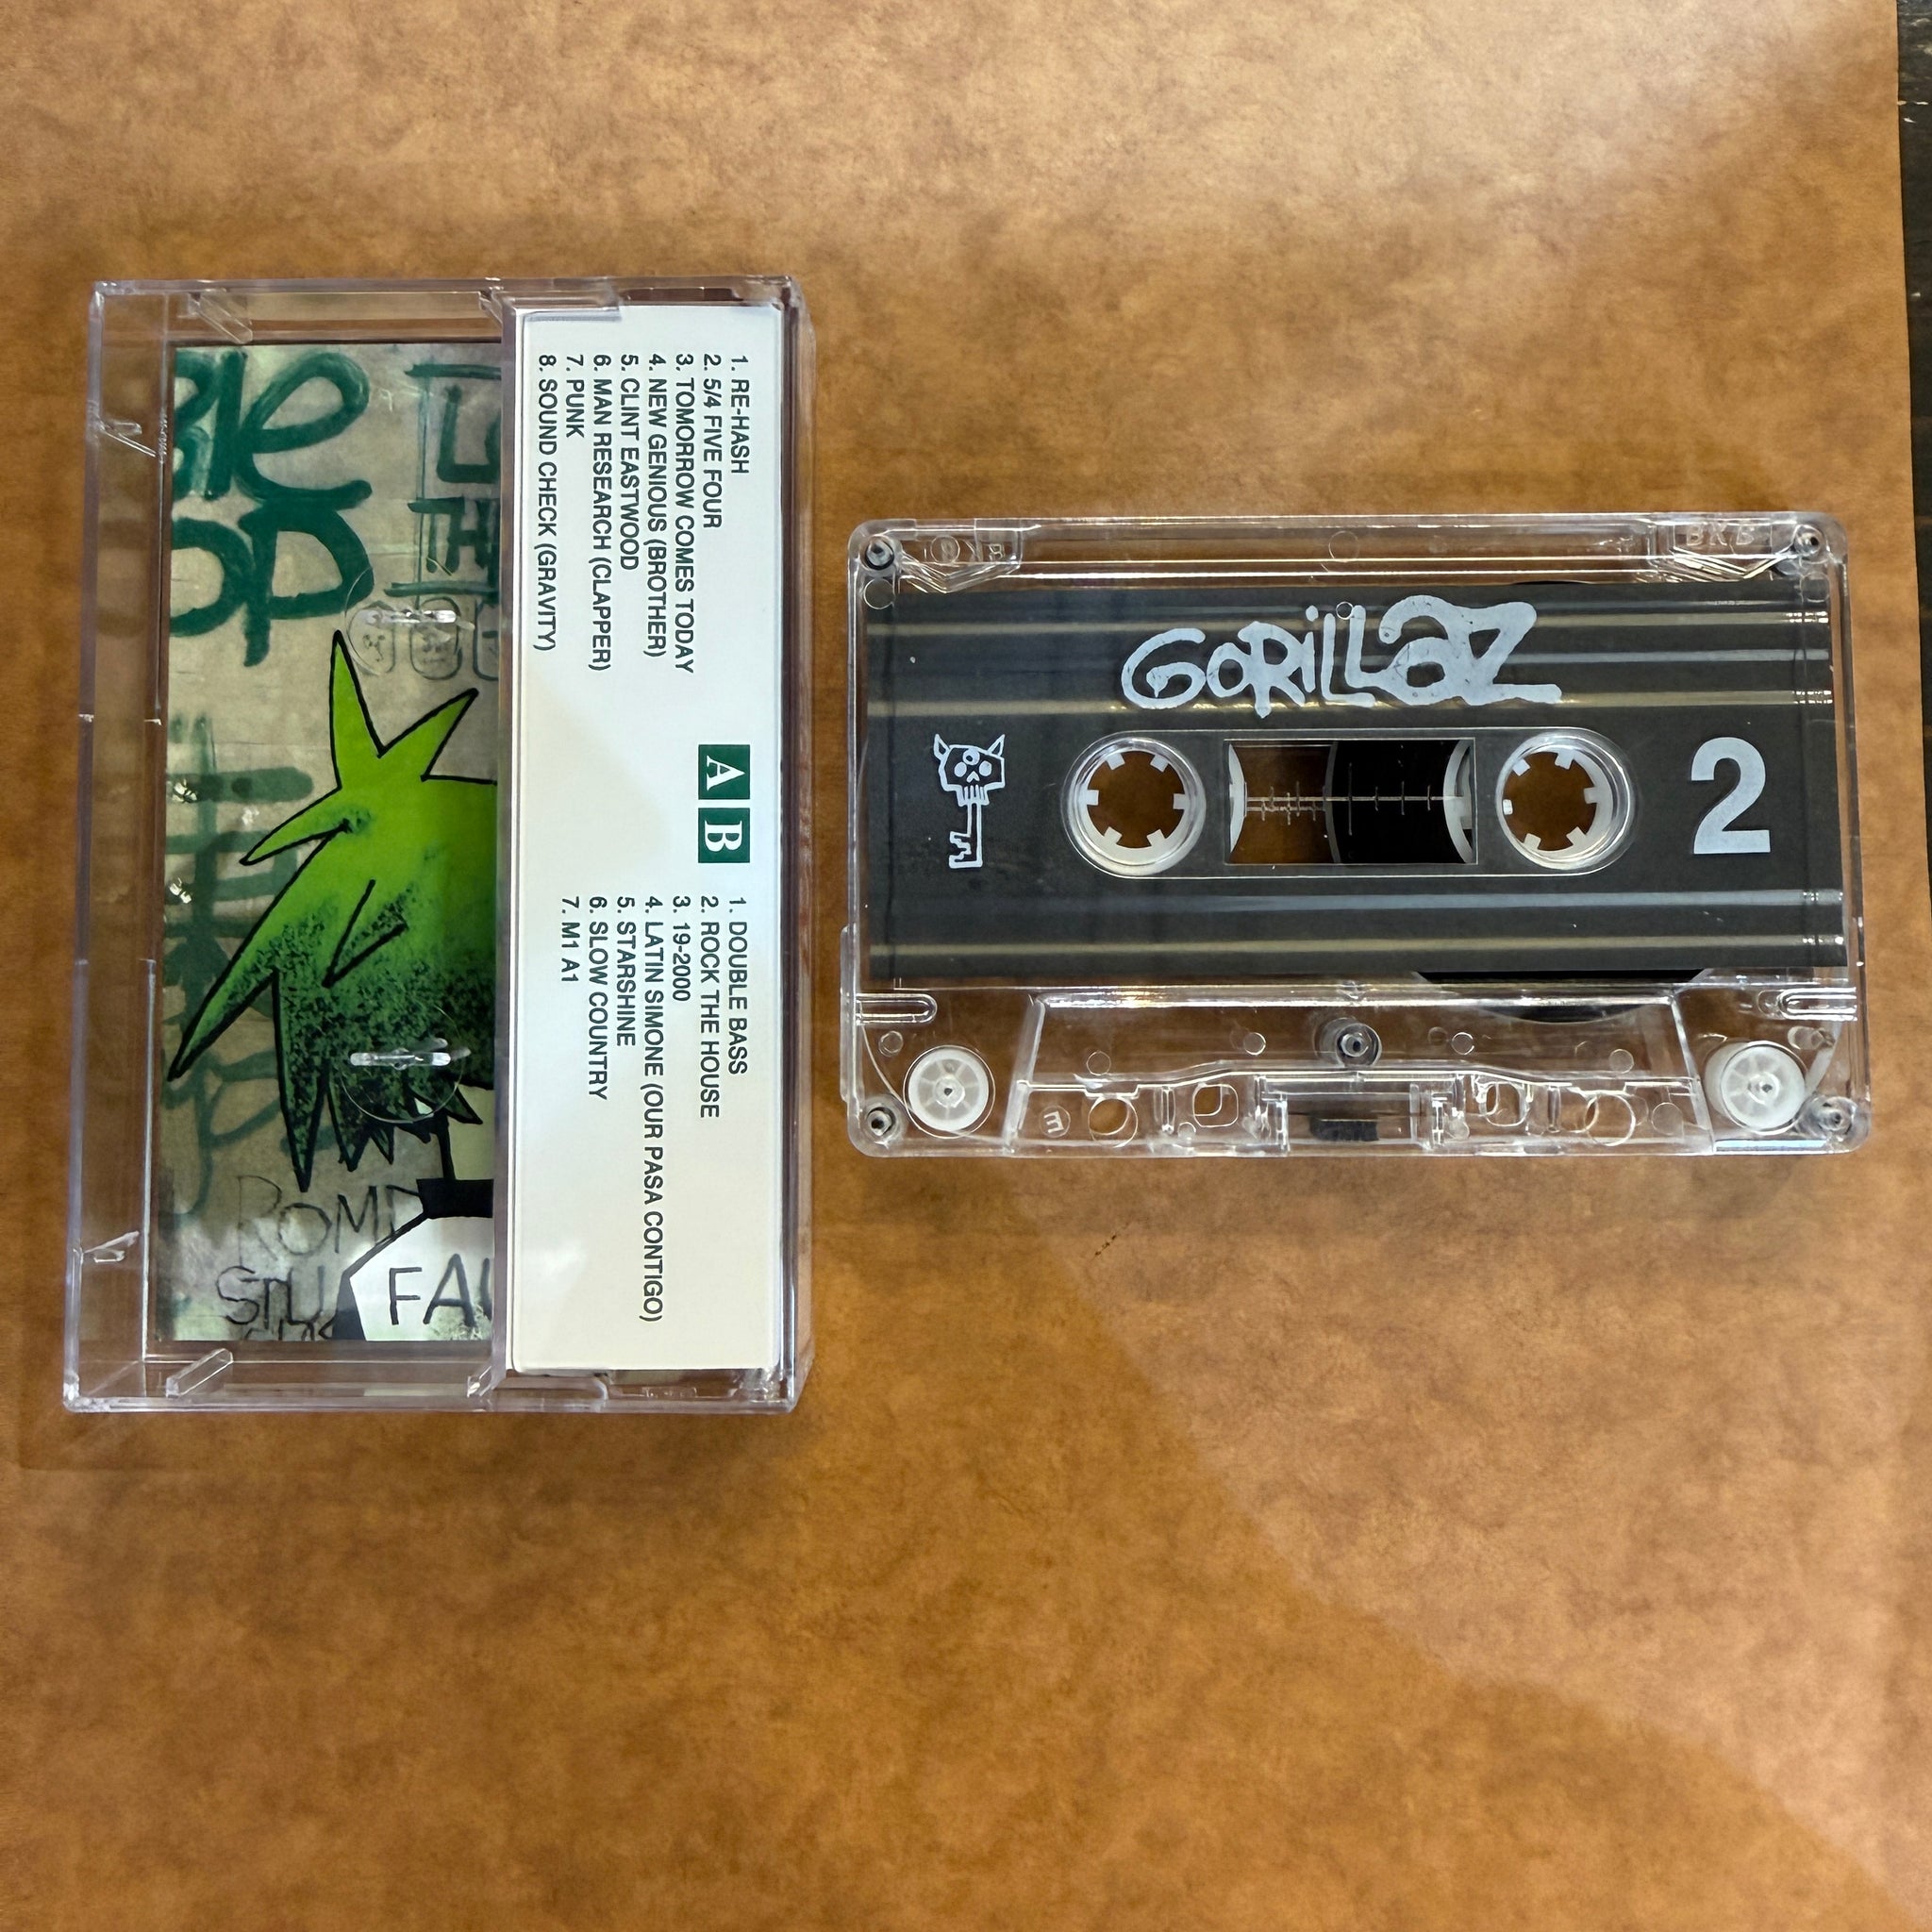 1. RE-HASH
2. 5/4 FIVE FOUR
3. TOMORROW COMES TODAY
4. NEW GENIOUS (BROTHER)
5. CLINT EASTWOOD
6. MAN RESEARCH (CLAPPER)
7. PUNK
8. SOUND CHECK (GRAVITY)
A B
1. DOUBLE BASS
2. ROCK THE HOUSE
3. 19-2000
4. LATIN SIMONE (OUR PASA CONTIGO)
5. STARSHINE
6. SLOW COUNTRY
7. M1 A1
GORILLAZ
2
BKB